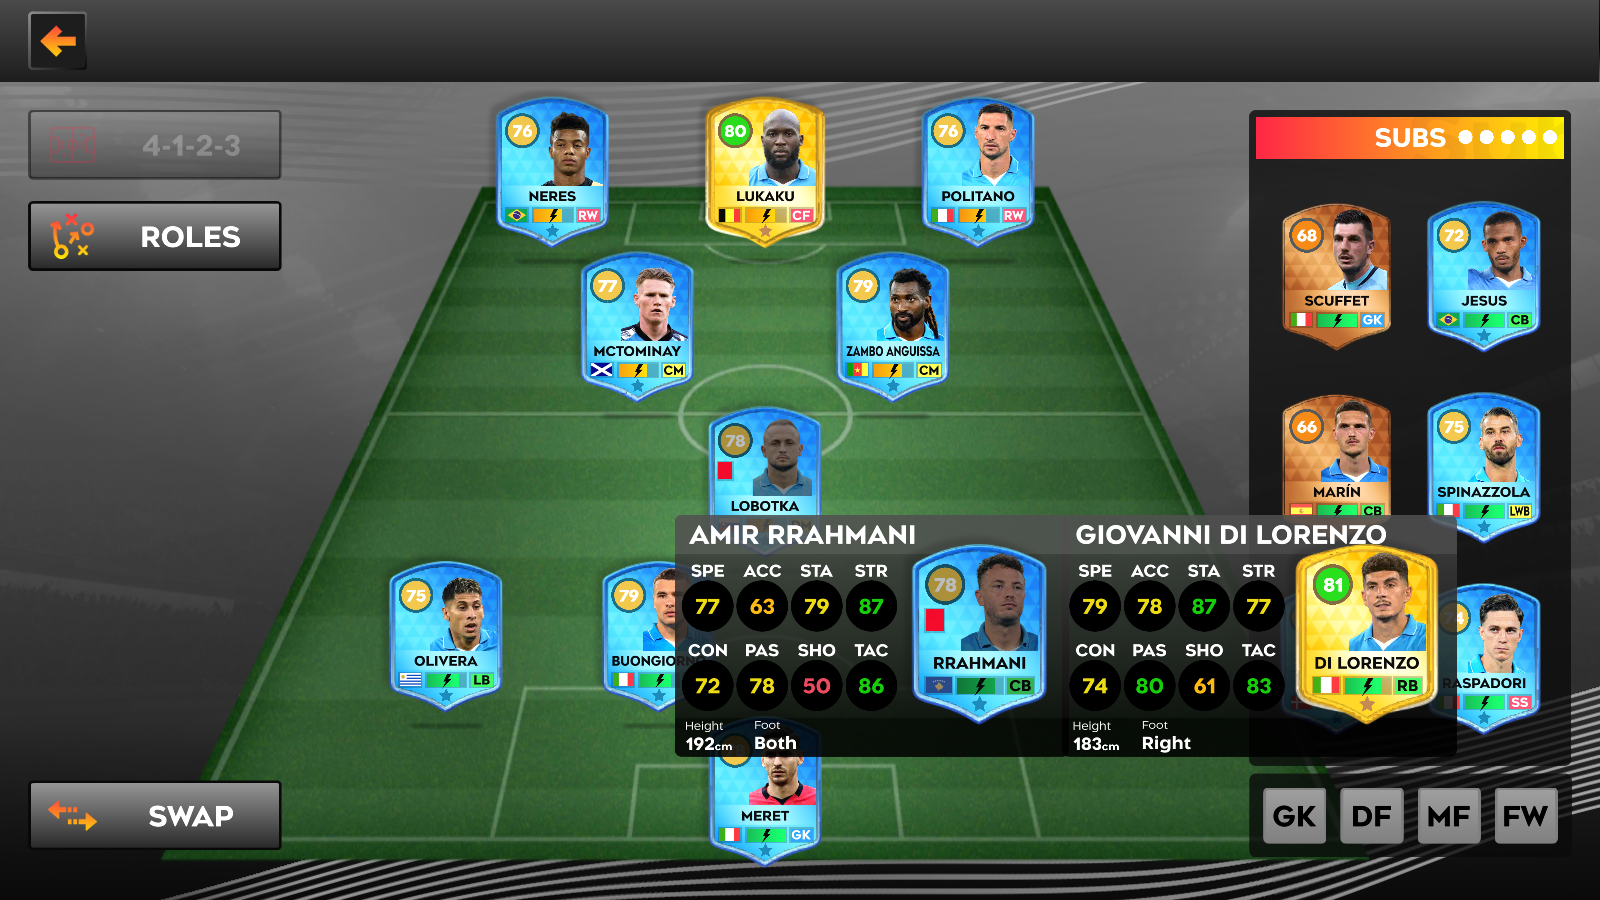 4-1-2-3
ROLES
SWAP
76
NERES
RW
80
LUKAKU
CF
76
POLITANO
RW
77
MCTOMINAY
CM
79
ZAMBO ANGUISSA
CM
78
LOBOTKA
75
OLIVERA
LB
79
BUONGIORNO
MERET
GK
AMIR RRAHMANI
SPE ACC STA STR
77 63 79 87
CON PAS SHO TAC
72 78 50 86
Height Foot
192cm Both
78
RRAHMANI
CB
GIOVANNI DI LORENZO
SPE ACC STA STR
79 78 87 77
CON PAS SHO TAC
74 80 61 83
Height Foot
183cm Right
81
DI LORENZO
RB
SUBS
68
SCUFFET
GK
72
JESUS
CB
66
MARÍN
CB
75
SPINAZZOLA
LWB
RASPADORI
SS
GK DF MF FW